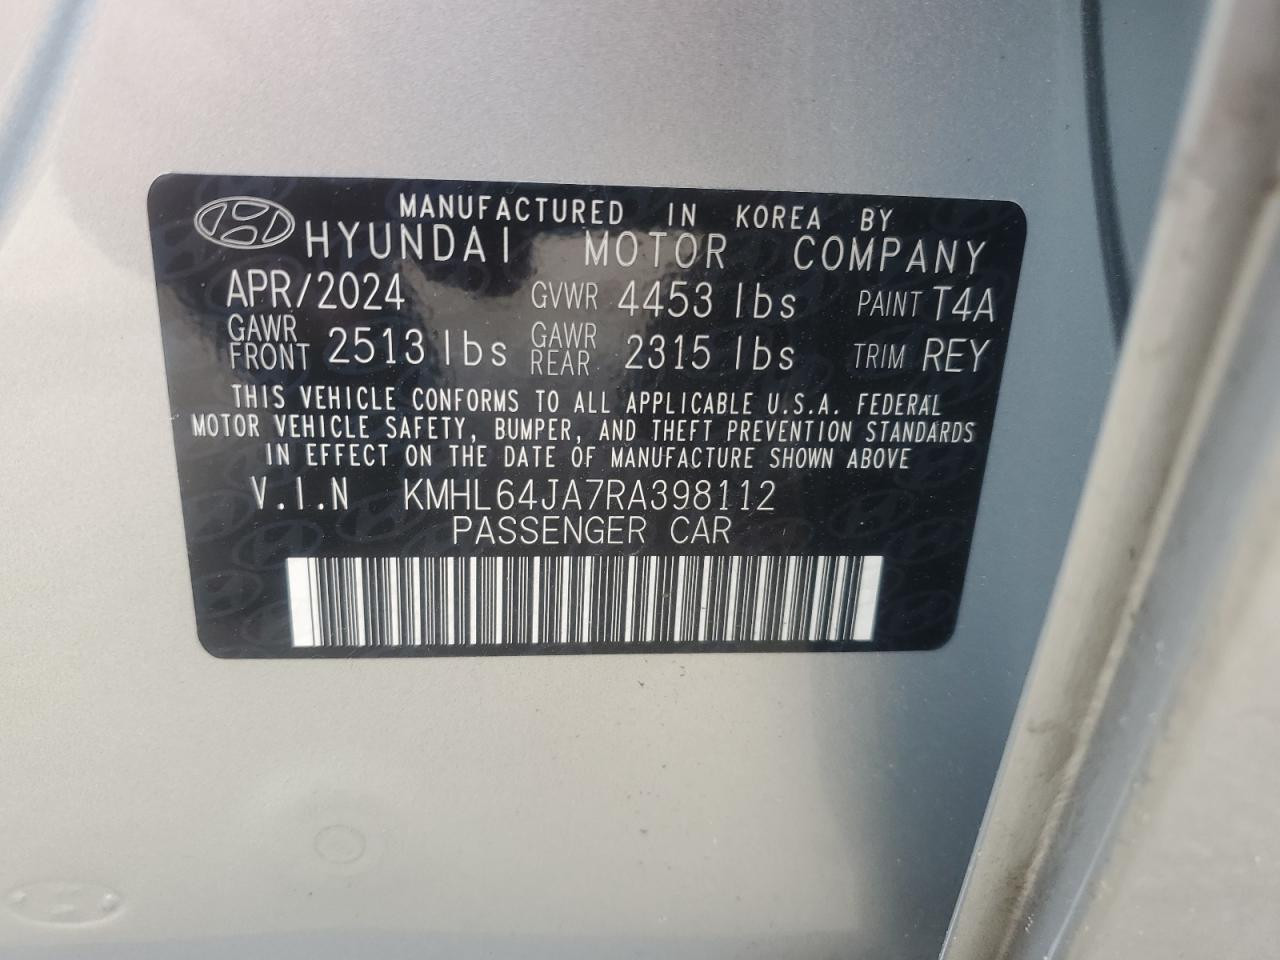 MANUFACTURED IN KOREA BY
HYUNDAI MOTOR COMPANY
APR/2024 GVWR 4453 lbs PAINT T4A
GAWR FRONT 2513 lbs GAWR REAR 2315 lbs TRIM REY
THIS VEHICLE CONFORMS TO ALL APPLICABLE U.S.A. FEDERAL
MOTOR VEHICLE SAFETY, BUMPER, AND THEFT PREVENTION STANDARDS
IN EFFECT ON THE DATE OF MANUFACTURE SHOWN ABOVE
V.I.N KMHL64JA7RA398112
PASSENGER CAR